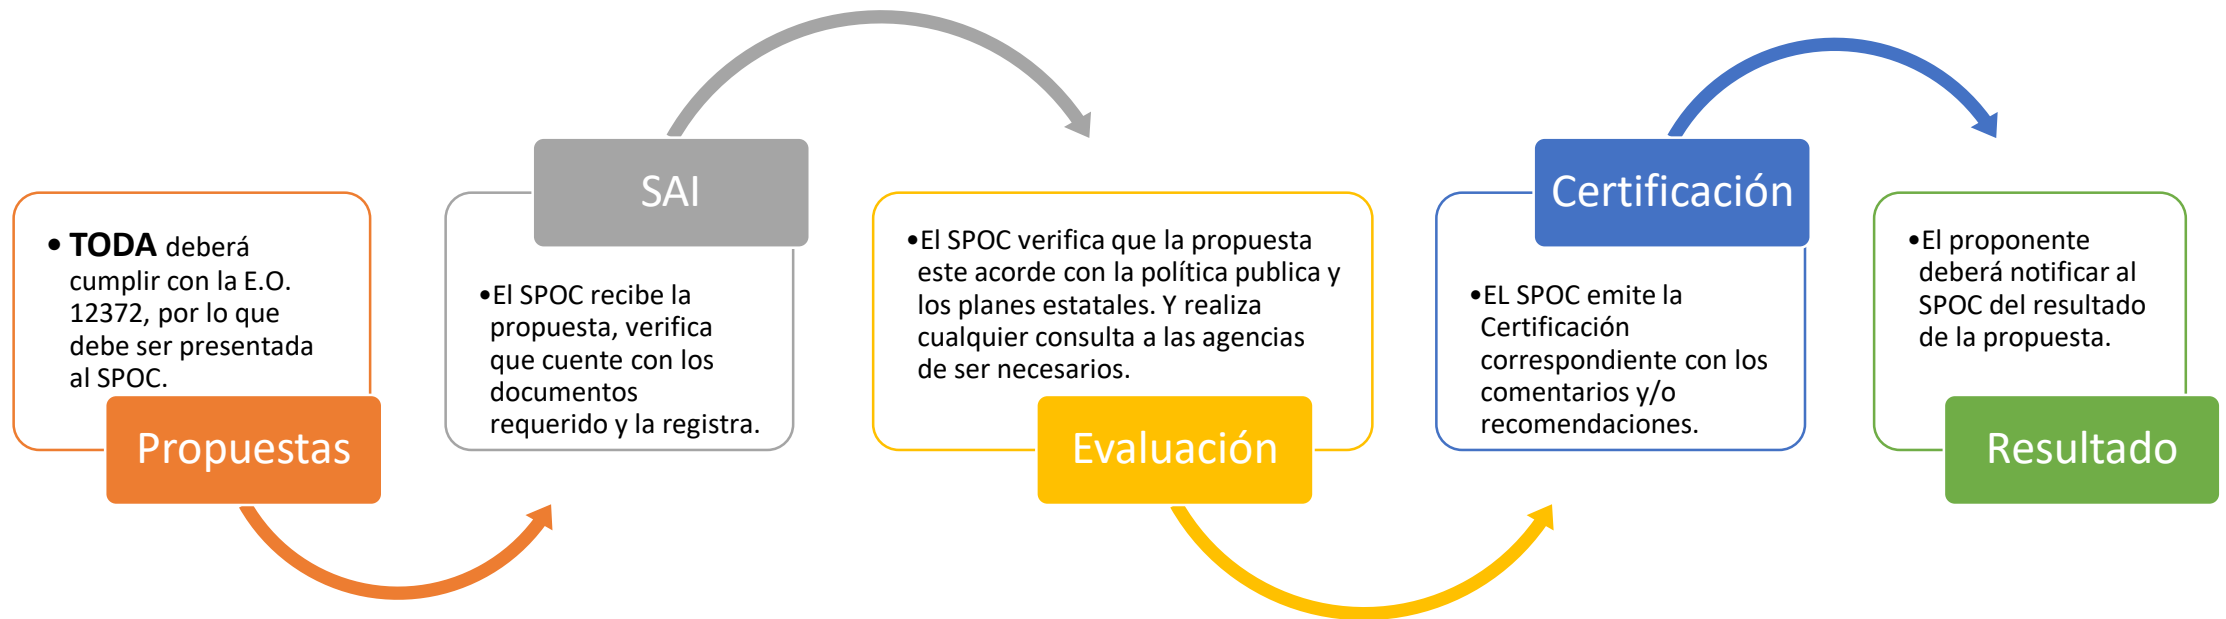 • TODA deberá
cumplir con la E.O.
12372, por lo que
debe ser presentada
al SPOC.
Propuestas
SAI
•El SPOC recibe la
propuesta, verifica
que cuente con los
documentos
requerido y la registra.
•El SPOC verifica que la propuesta
este acorde con la política publica y
los planes estatales. Y realiza
cualquier consulta a las agencias
de ser necesarios.
Evaluación
Certificación
•EL SPOC emite la
Certificación
correspondiente con los
comentarios y/o
recomendaciones.
•El proponente
deberá notificar al
SPOC del resultado
de la propuesta.
Resultado